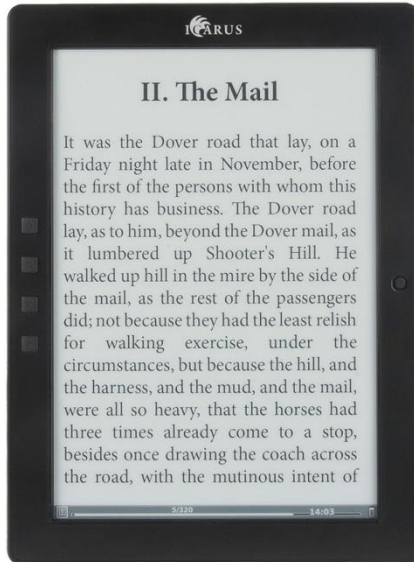 ICARUS
II. The Mail
It was the Dover road that lay, on a
Friday night late in November, before
the first of the persons with whom this
history has business. The Dover road
lay, as to him, beyond the Dover mail, as
it lumbered up Shooter's Hill. He
walked up hill in the mire by the side of
the mail, as the rest of the passengers
did; not because they had the least relish
for walking exercise, under the
circumstances, but because the hill, and
the harness, and the mud, and the mail,
were all so heavy, that the horses had
three times already come to a stop,
besides once drawing the coach across
the road, with the mutinous intent of
5/320 14:03